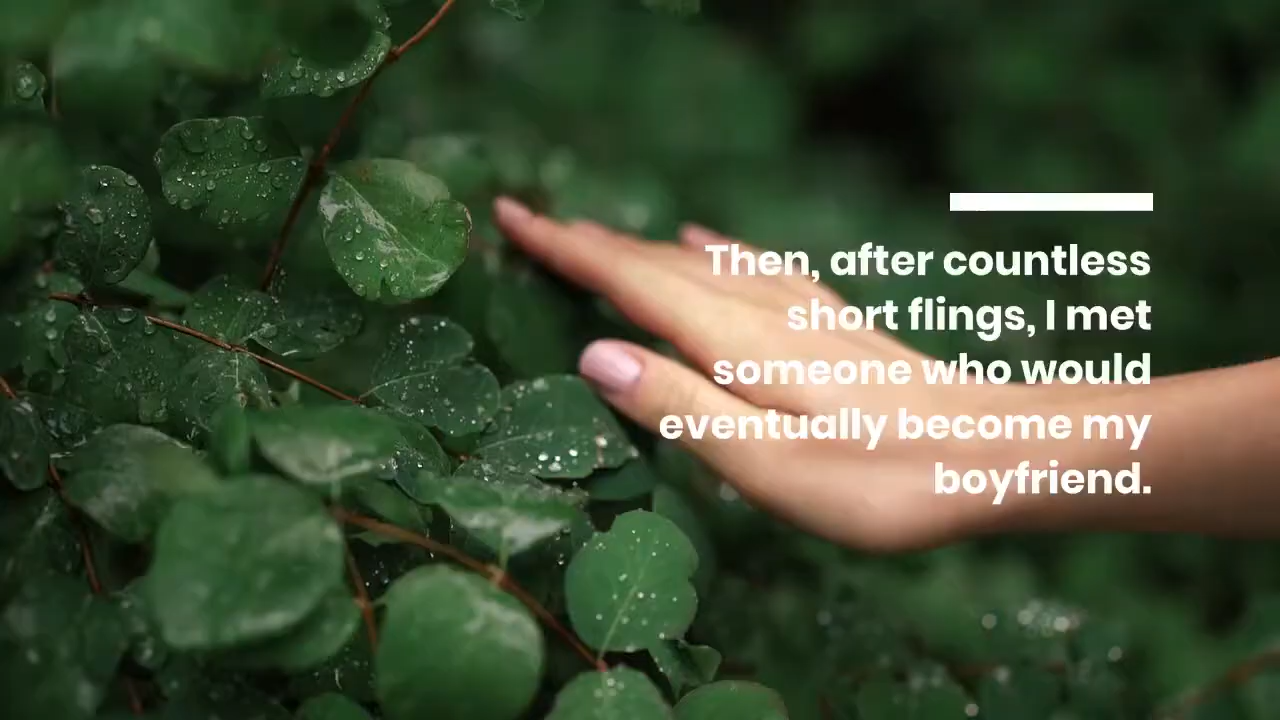 Then, after countless
short flings, I met
someone who would
eventually become my
boyfriend.